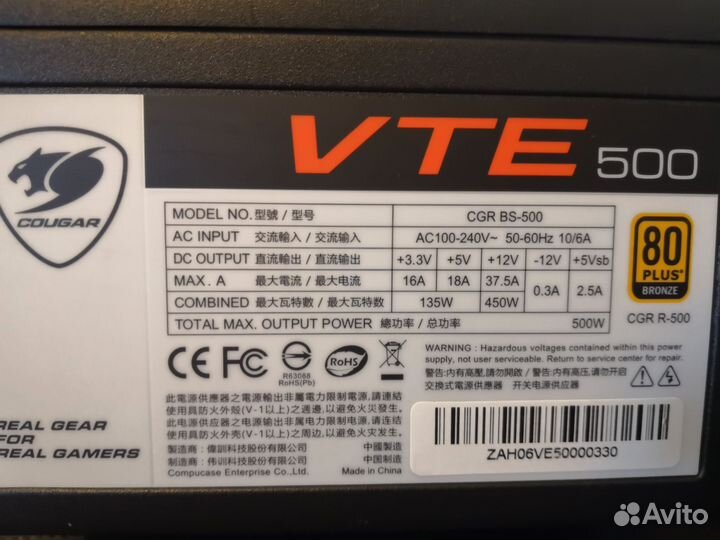 VTE 500
COUGAR
MODEL NO. 型號 / 型号 CGR BS-500
AC INPUT 交流輸入 / 交流输入 AC100-240V~ 50-60Hz 10/6A
DC OUTPUT 直流輸出 / 直流输出 +3.3V +5V +12V -12V +5Vsb
MAX. A 最大電流 / 最大电流 16A 18A 37.5A 0.3A 2.5A
COMBINED 最大瓦特數 / 最大瓦特数 135W 450W
TOTAL MAX. OUTPUT POWER 總功率 / 总功率 500W
80
PLUS
BRONZE
CGR R-500
CE FC
R63068
RoHS(Pb)
RoHS
WARNING : Hazardous voltages contained within this power
supply, not user serviceable. Return to service center for repair.
警告:内有高壓,請勿開啟 / 警告:内有高压,请勿开启
交換式電源供應器 开关电源供应器
此電源供應器之電源輸出非屬電力限制電源,請連結
使用具防火外殼(V-1以上)之週邊,以避免火災發生。
此电源供应器之电源输出非属电力限制电源,请连结
使用具防火外壳(V-1以上)之周边,以避免火灾发生。
製造商：偉訓科技股份有限公司 中國製造
制造商：伟训科技股份有限公司 中国制造
Compucase Enterprise Co.,Ltd. Made in China
REAL GEAR
FOR
REAL GAMERS
ZAH06VE50000330
Avito